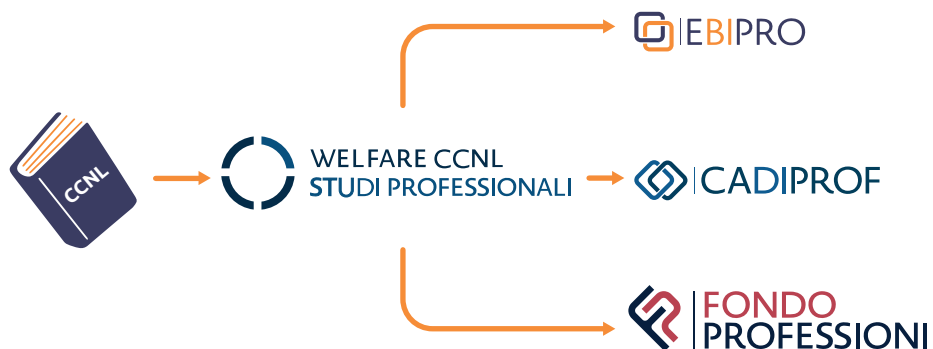 EBIPRO
CCNL
WELFARE CCNL
STUDI PROFESSIONALI
CADIPROF
FONDO
PROFESSIONI